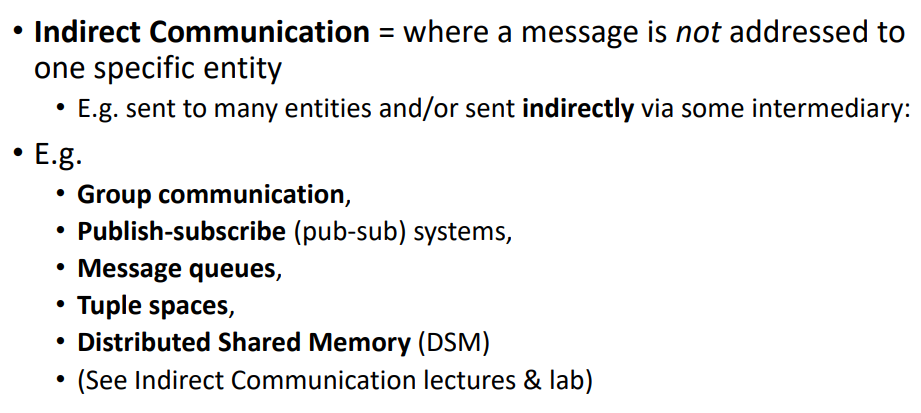 • Indirect Communication = where a message is not addressed to
one specific entity
• E.g. sent to many entities and/or sent indirectly via some intermediary:
• E.g.
• Group communication,
• Publish-subscribe (pub-sub) systems,
• Message queues,
• Tuple spaces,
• Distributed Shared Memory (DSM)
• (See Indirect Communication lectures & lab)